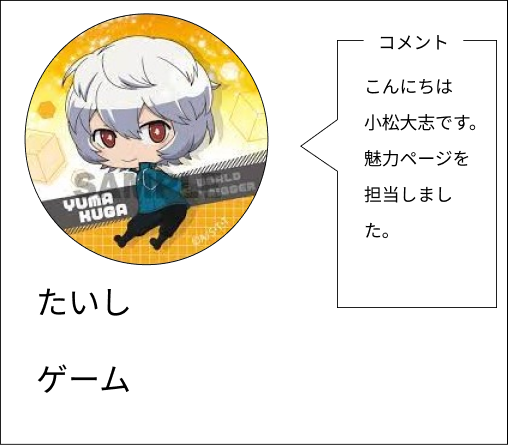 コメント
こんにちは
小松大志です。
魅力ページを
担当しまし
た。
SAMPLE
YUMA
KUGA
WORLD
TRIGGER
たいし
ゲーム